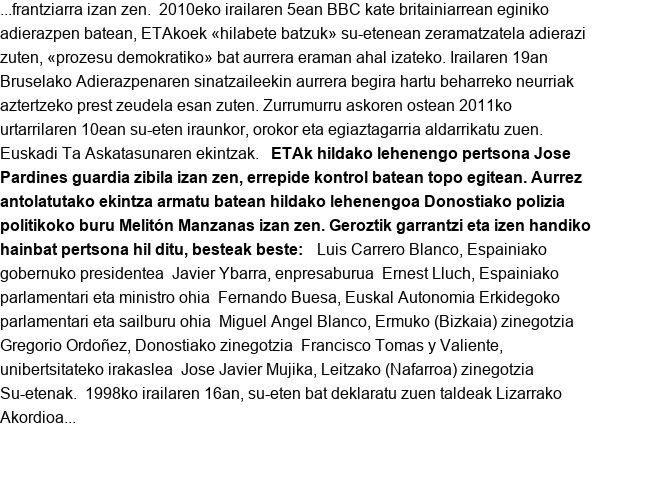 ...frantziarra izan zen.  2010eko irailaren 5ean BBC kate britainiarrean eginiko
adierazpen batean, ETAkoek «hilabete batzuk» su-etenean zeramatzatela adierazi
zuten, «prozesu demokratiko» bat aurrera eraman ahal izateko. Irailaren 19an
Bruselako Adierazpenaren sinatzaileekin aurrera begira hartu beharreko neurriak
aztertzeko prest zeudela esan zuten. Zurrumurru askoren ostean 2011ko
urtarrilaren 10ean su-eten iraunkor, orokor eta egiaztagarria aldarrikatu zuen.
Euskadi Ta Askatasunaren ekintzak.   ETAk hildako lehenengo pertsona Jose
Pardines guardia zibila izan zen, errepide kontrol batean topo egitean. Aurrez
antolatutako ekintza armatu batean hildako lehenengoa Donostiako polizia
politikoko buru Melitón Manzanas izan zen. Geroztik garrantzi eta izen handiko
hainbat pertsona hil ditu, besteak beste:   Luis Carrero Blanco, Espainiako
gobernuko presidentea  Javier Ybarra, enpresaburua  Ernest Lluch, Espainiako
parlamentari eta ministro ohia  Fernando Buesa, Euskal Autonomia Erkidegoko
parlamentari eta sailburu ohia  Miguel Angel Blanco, Ermuko (Bizkaia) zinegotzia
Gregorio Ordoñez, Donostiako zinegotzia  Francisco Tomas y Valiente,
unibertsitateko irakaslea  Jose Javier Mujika, Leitzako (Nafarroa) zinegotzia
Su-etenak.  1998ko irailaren 16an, su-eten bat deklaratu zuen taldeak Lizarrako
Akordioa...